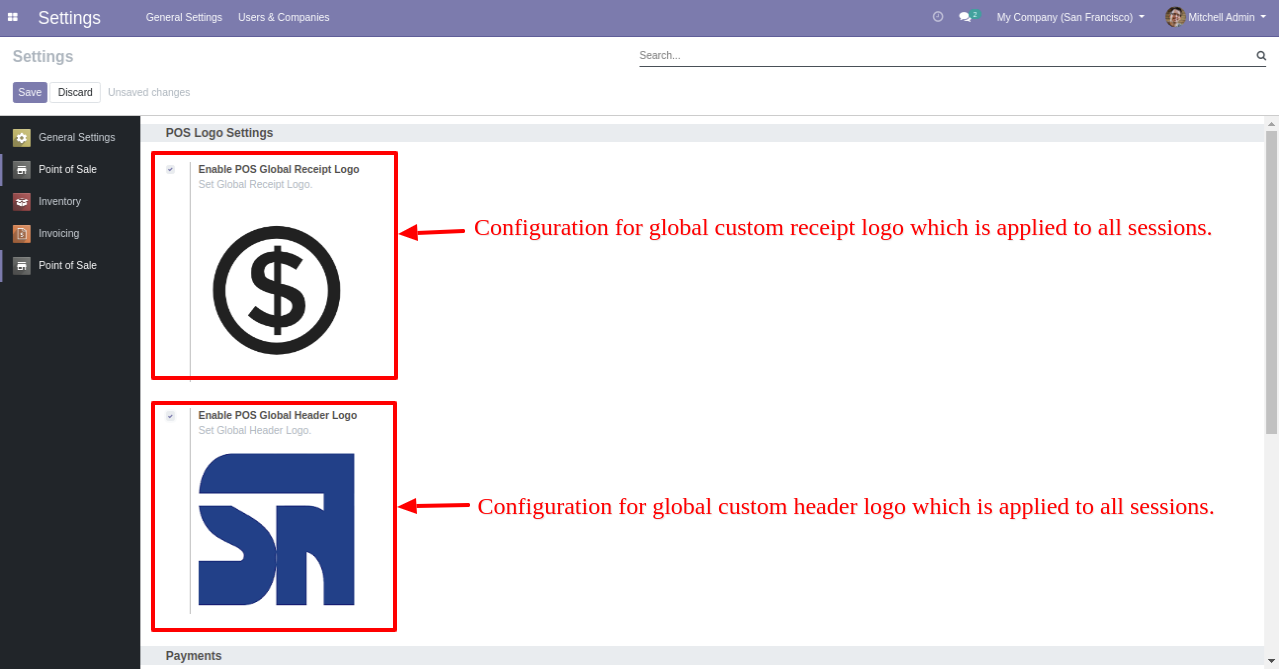 Settings General Settings Users & Companies 2 My Company (San Francisco) Mitchell Admin
Settings
Search...
Save Discard Unsaved changes
General Settings
Point of Sale
Inventory
Invoicing
Point of Sale
POS Logo Settings
Enable POS Global Receipt Logo
Set Global Receipt Logo.
$
Configuration for global custom receipt logo which is applied to all sessions.
Enable POS Global Header Logo
Set Global Header Logo.
Configuration for global custom header logo which is applied to all sessions.
Payments